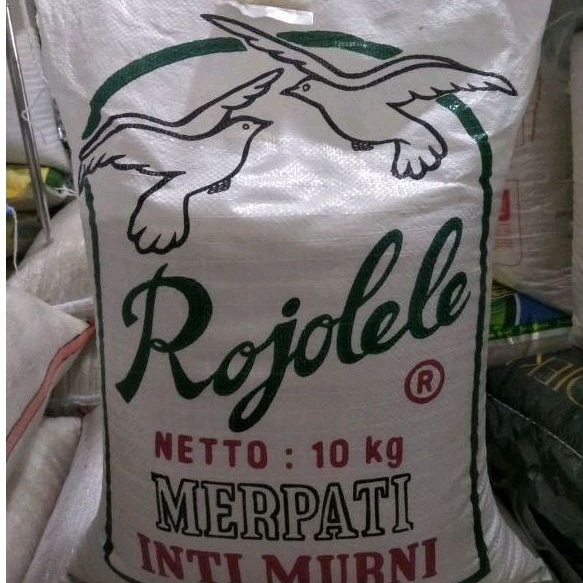 Rojolele
®
NETTO : 10 kg
MERPATI
INTI MURNI